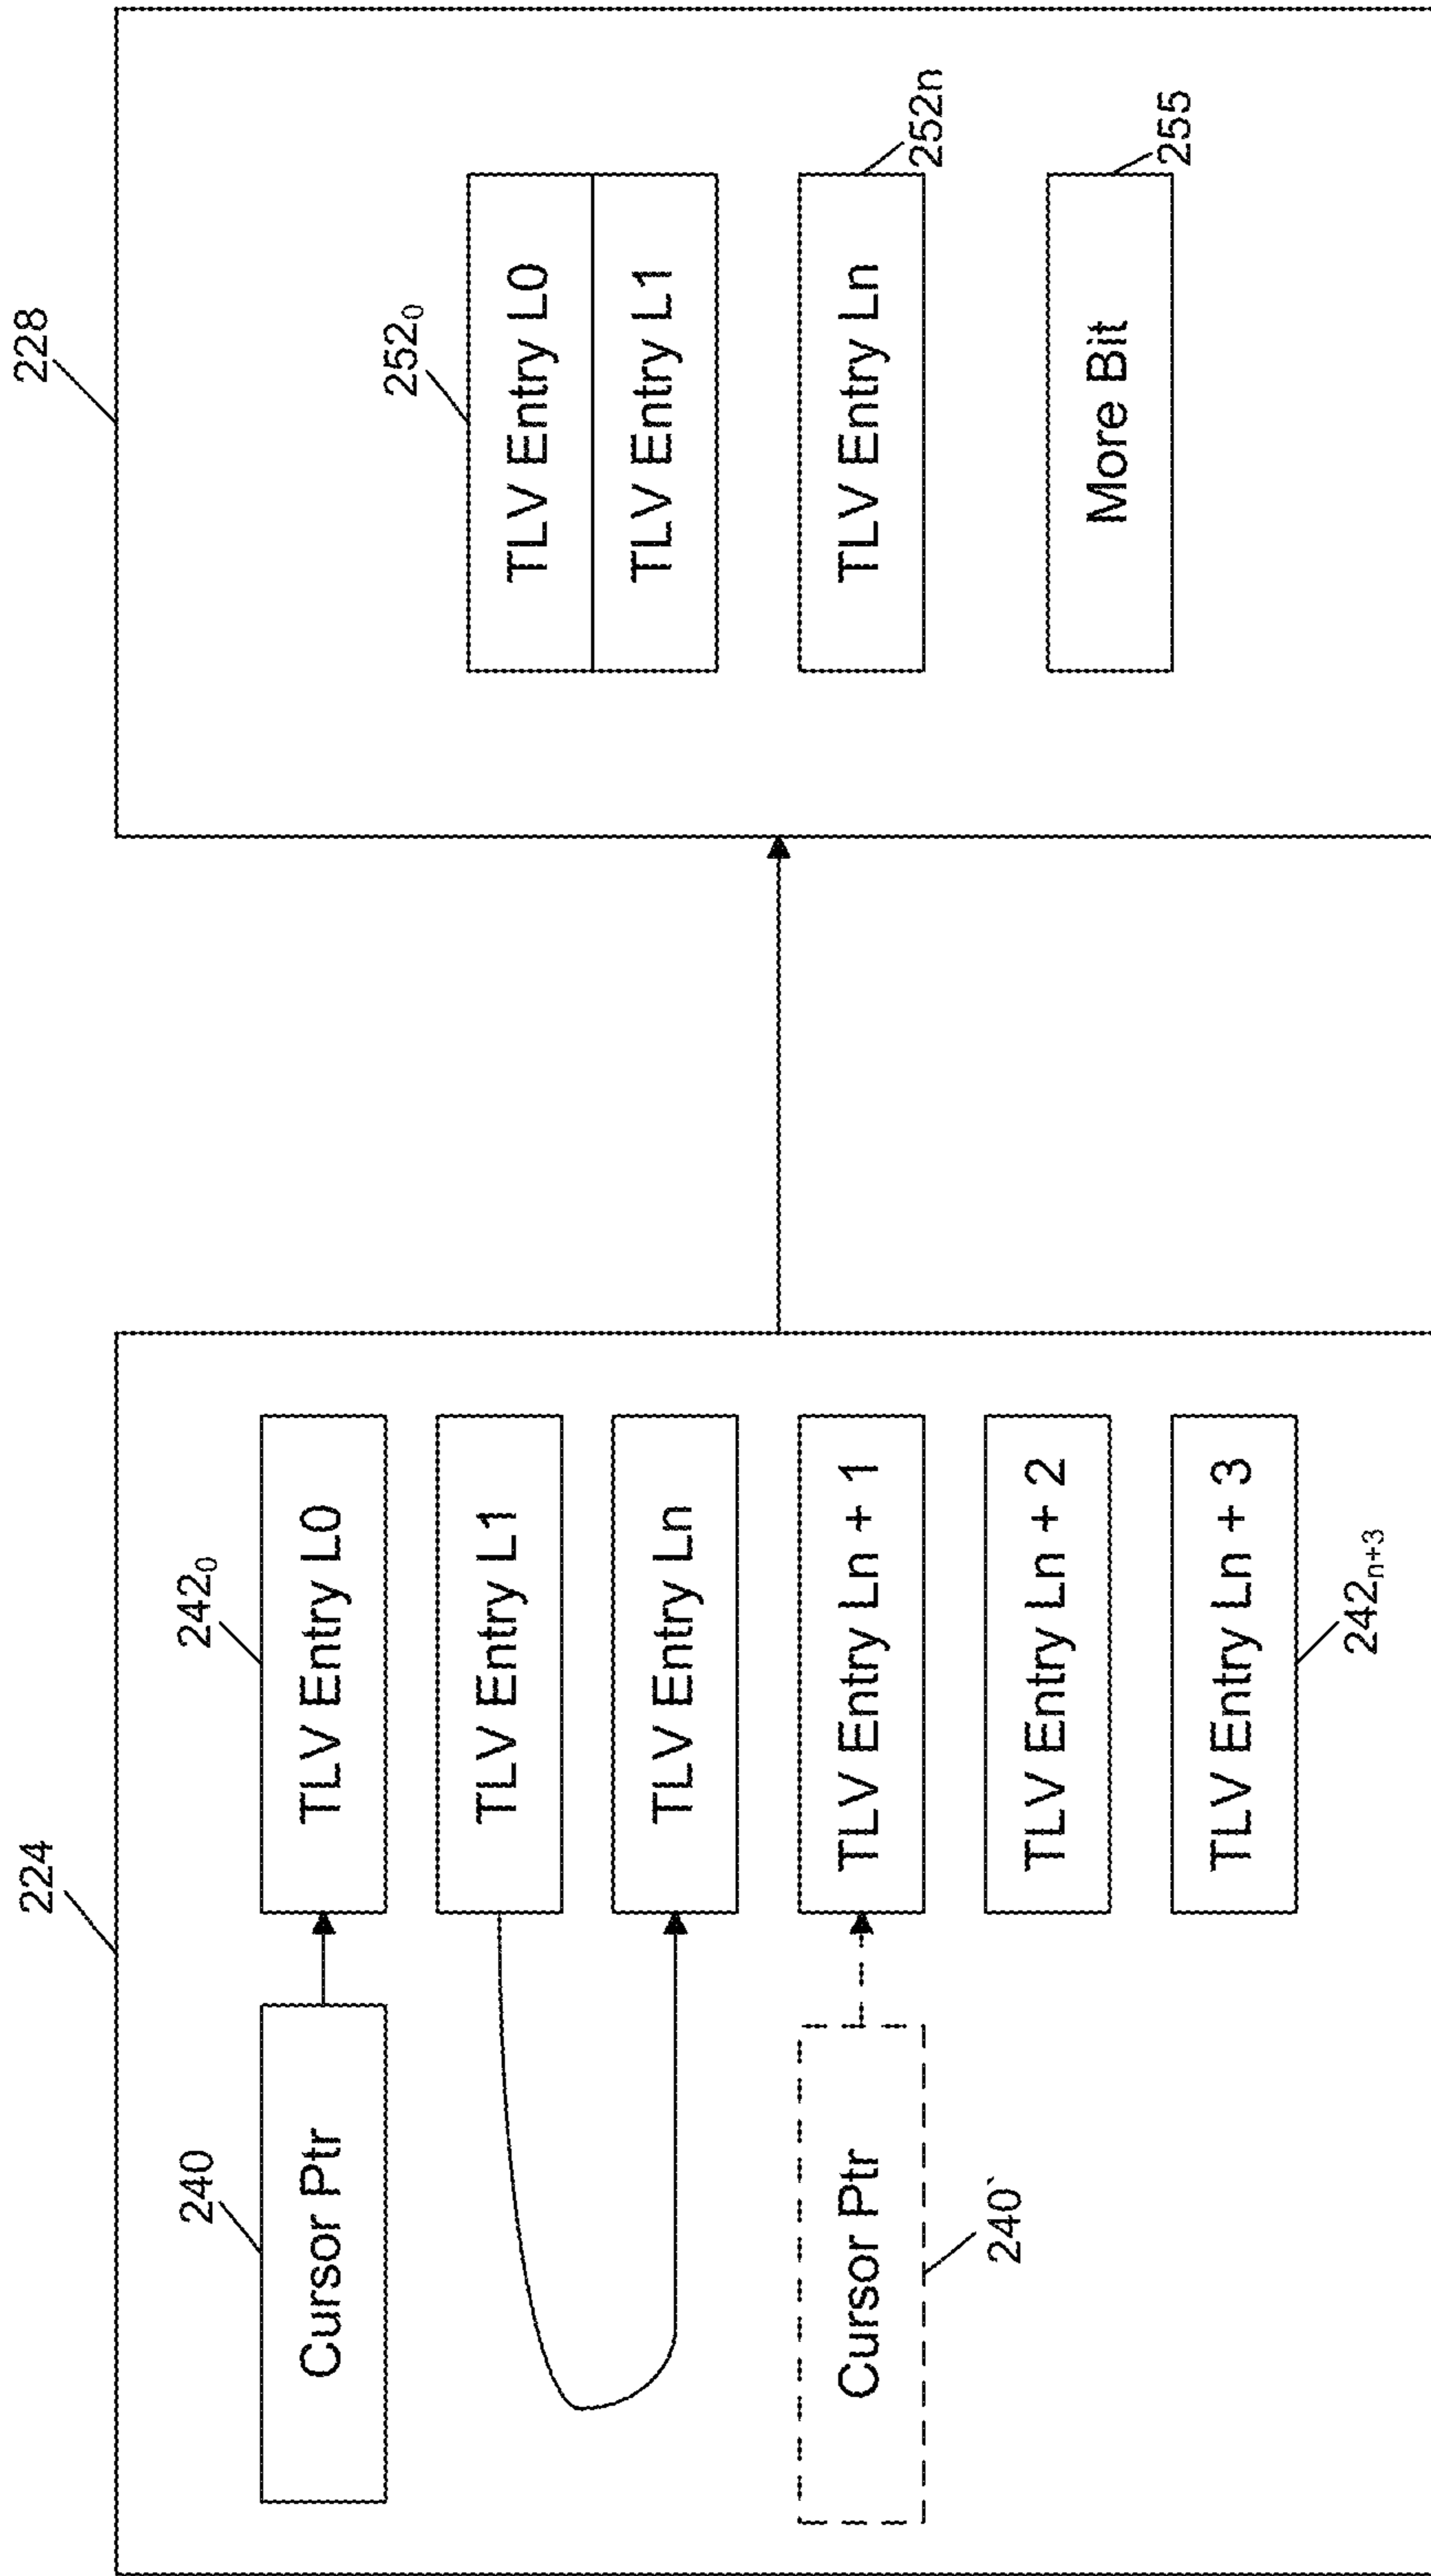 224
240
Cursor Ptr
242₀
TLV Entry L0
TLV Entry L1
TLV Entry Ln
Cursor Ptr
240`
TLV Entry Ln + 1
TLV Entry Ln + 2
TLV Entry Ln + 3
242ₙ₊₃
228
252₀
TLV Entry L0
TLV Entry L1
TLV Entry Ln
252n
More Bit
255